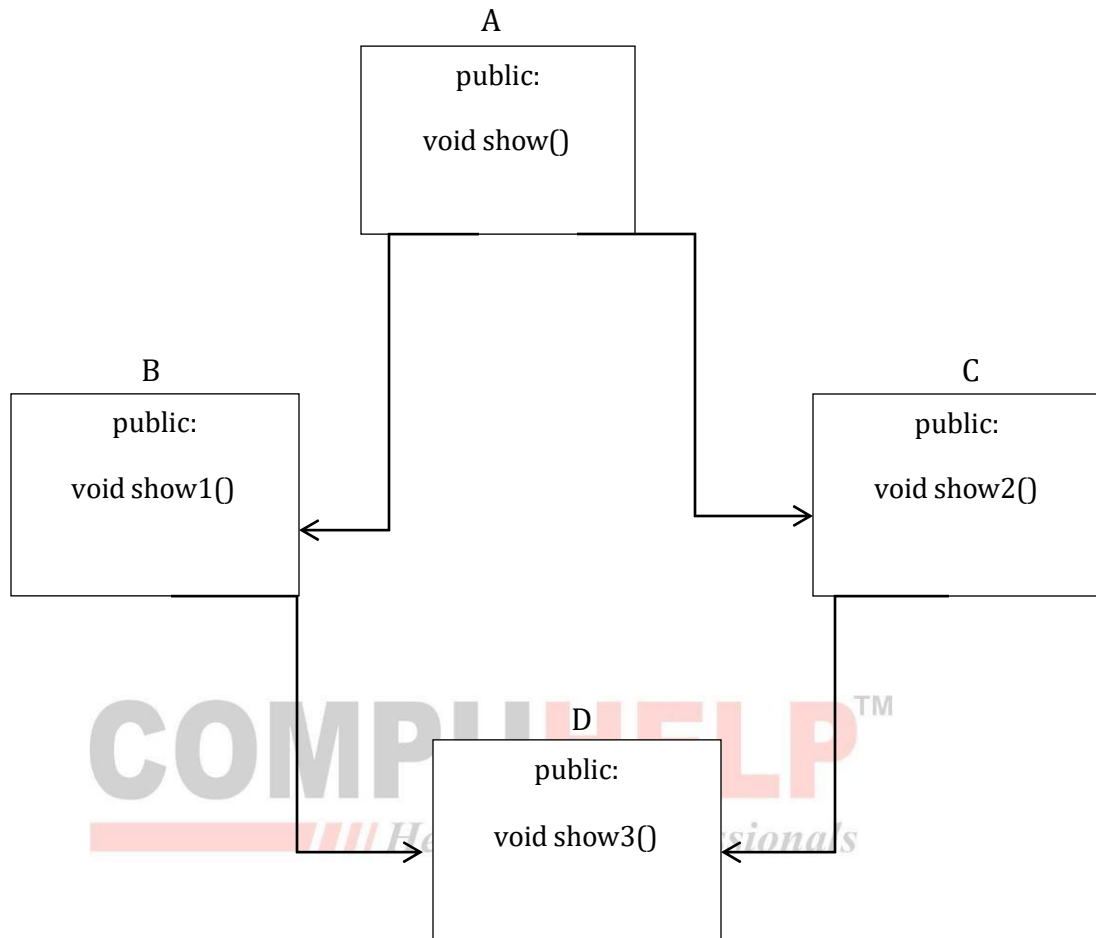 A
public:
void show()
B
public:
void show1()
C
public:
void show2()
COMPUHELP™
D
public:
void show3()